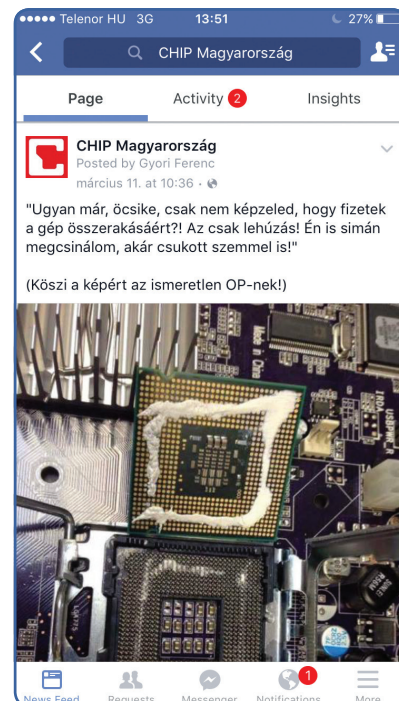 Telenor HU 3G 13:51 27%
CHIP Magyarország
Page Activity 2 Insights
CHIP Magyarország
Posted by Gyori Ferenc
március 11. at 10:36
"Ugyan már, öcsike, csak nem képzeled, hogy fizetek
a gép összerakásáért?! Az csak lehúzás! Én is simán
megcsinálom, akár csukott szemmel is!"
(Köszi a képért az ismeretlen OP-nek!)
Made in China
1
News Feed Requests Messenger Notifications More